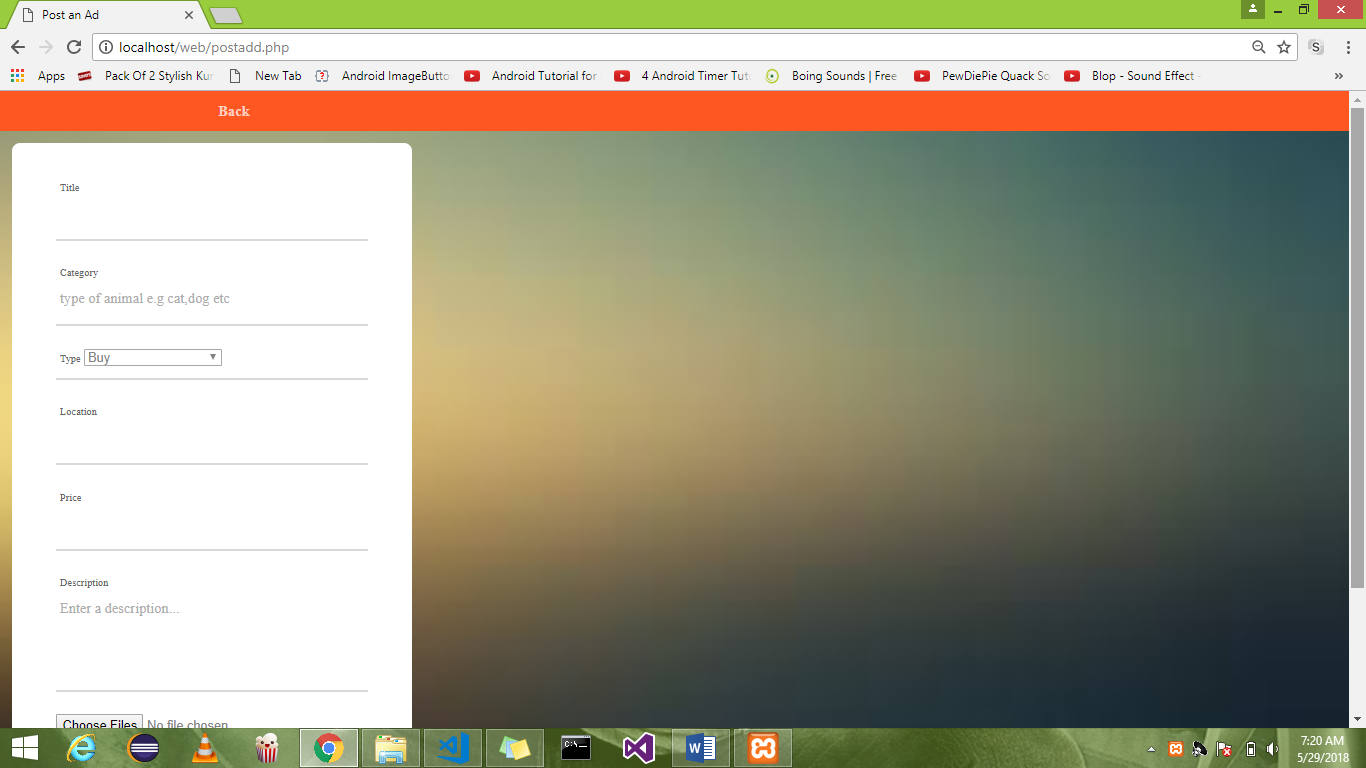 Post an Ad
localhost/web/postadd.php
S
Apps Pack Of 2 Stylish Kur New Tab Android ImageButto Android Tutorial for 4 Android Timer Tut Boing Sounds | Free PewDiePie Quack So Blop - Sound Effect - »
Back
Title
Category
type of animal e.g cat,dog etc
Type Buy
Location
Price
Description
Enter a description...
Choose Files No file chosen
7:20 AM
5/29/2018